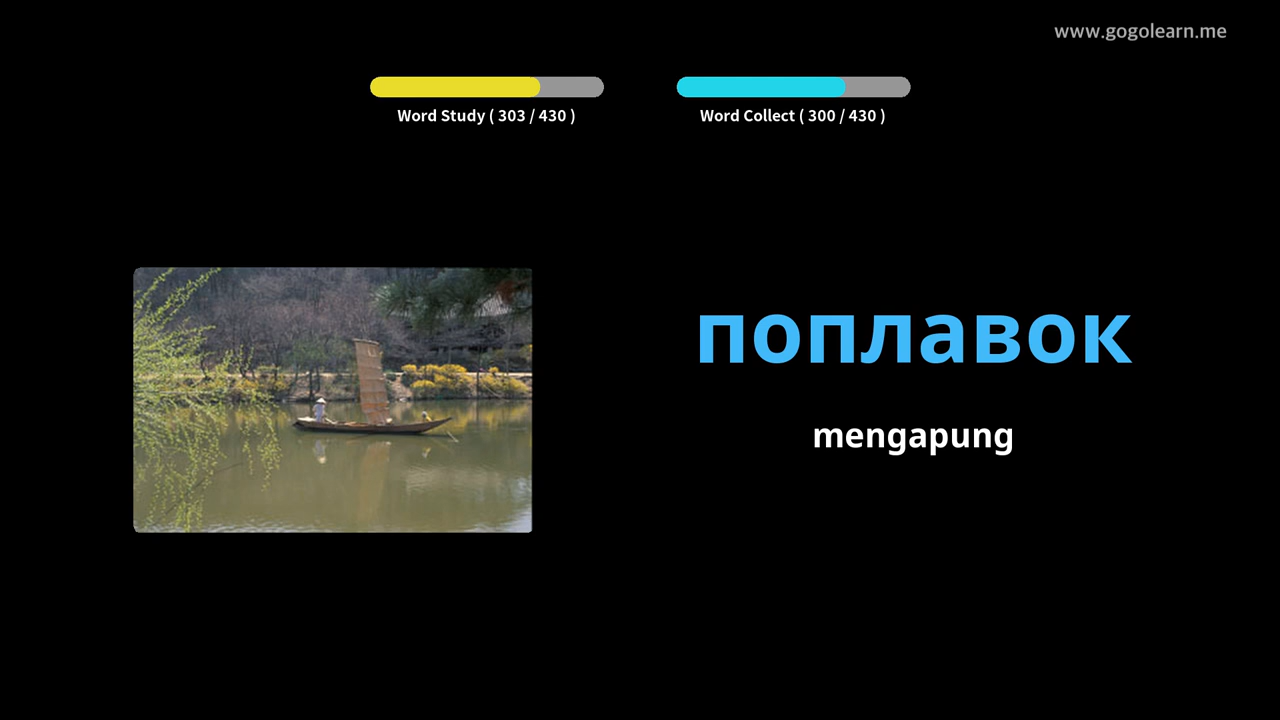 www.gogolearn.me
Word Study ( 303 / 430 )
Word Collect ( 300 / 430 )
поплавок
mengapung